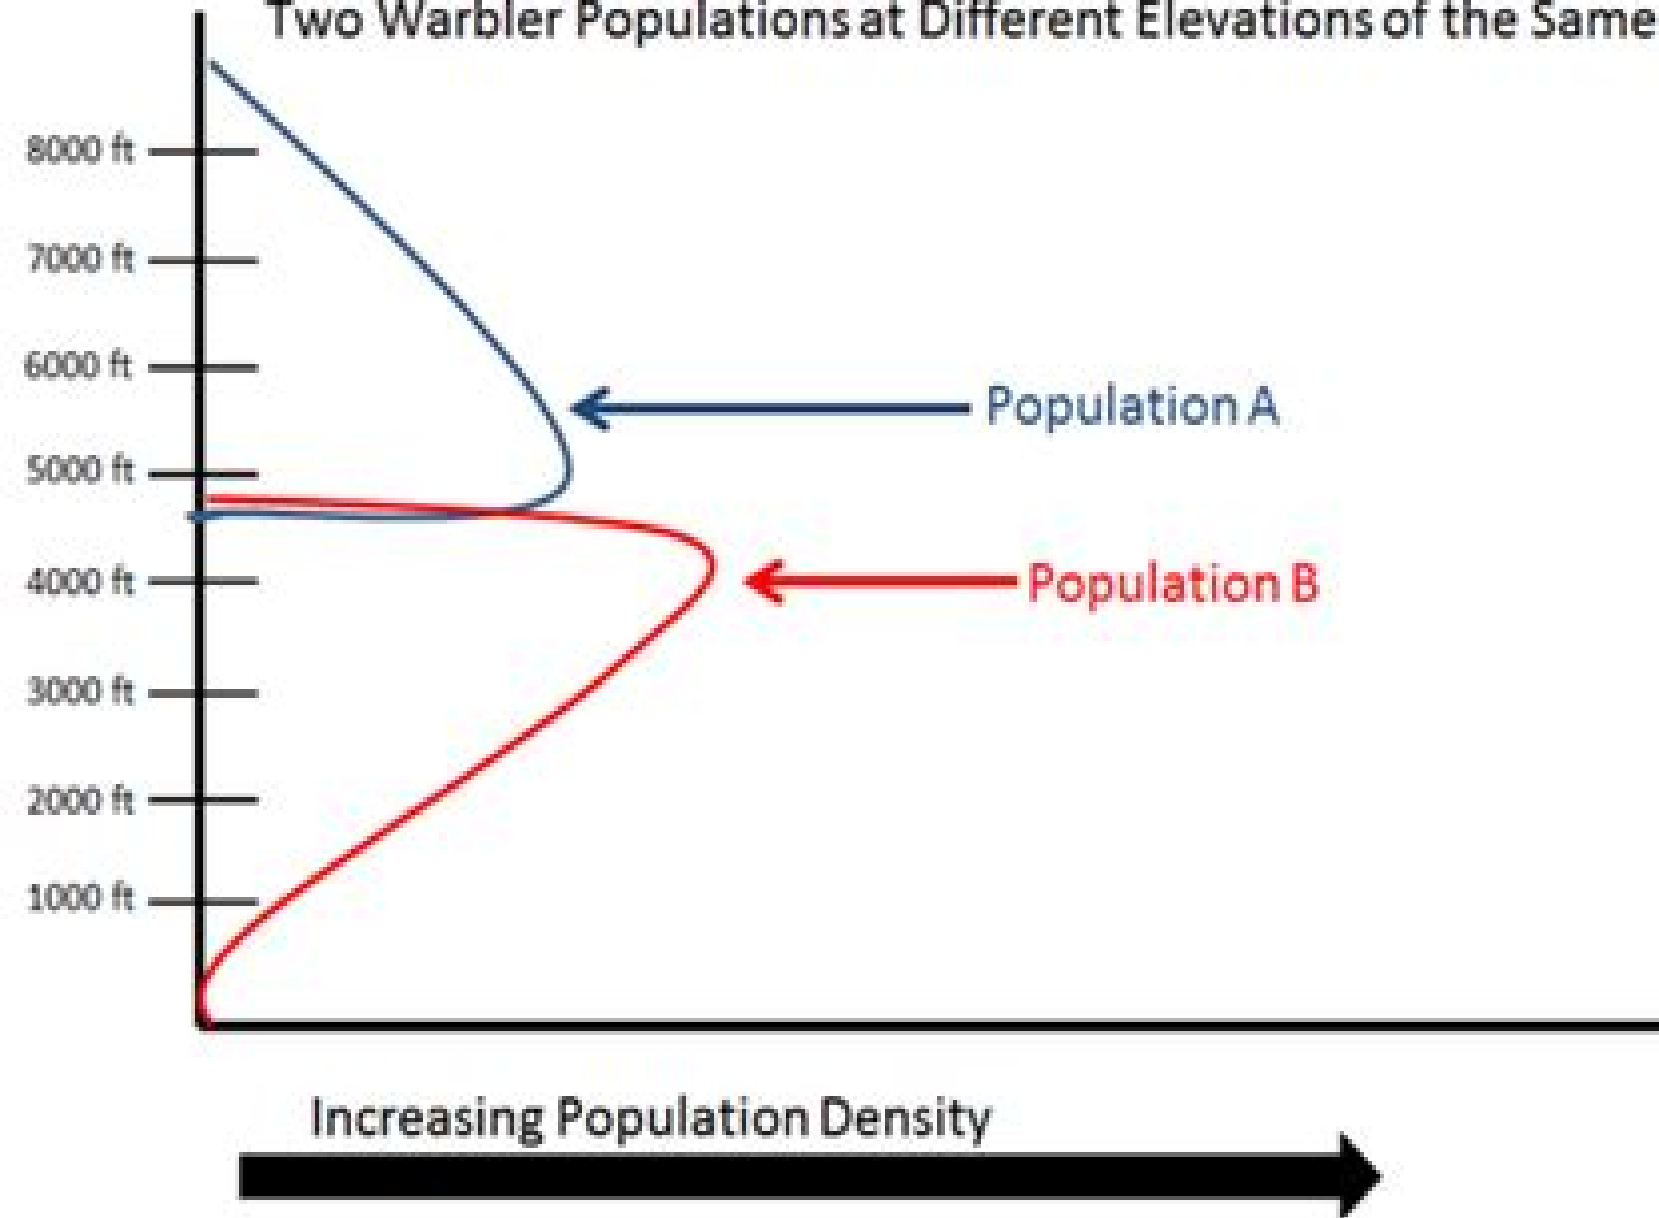 Two Warbler Populations at Different Elevations of the Same
8000 ft
7000 ft
6000 ft
Population A
5000 ft
4000 ft
Population B
3000 ft
2000 ft
1000 ft
Increasing Population Density